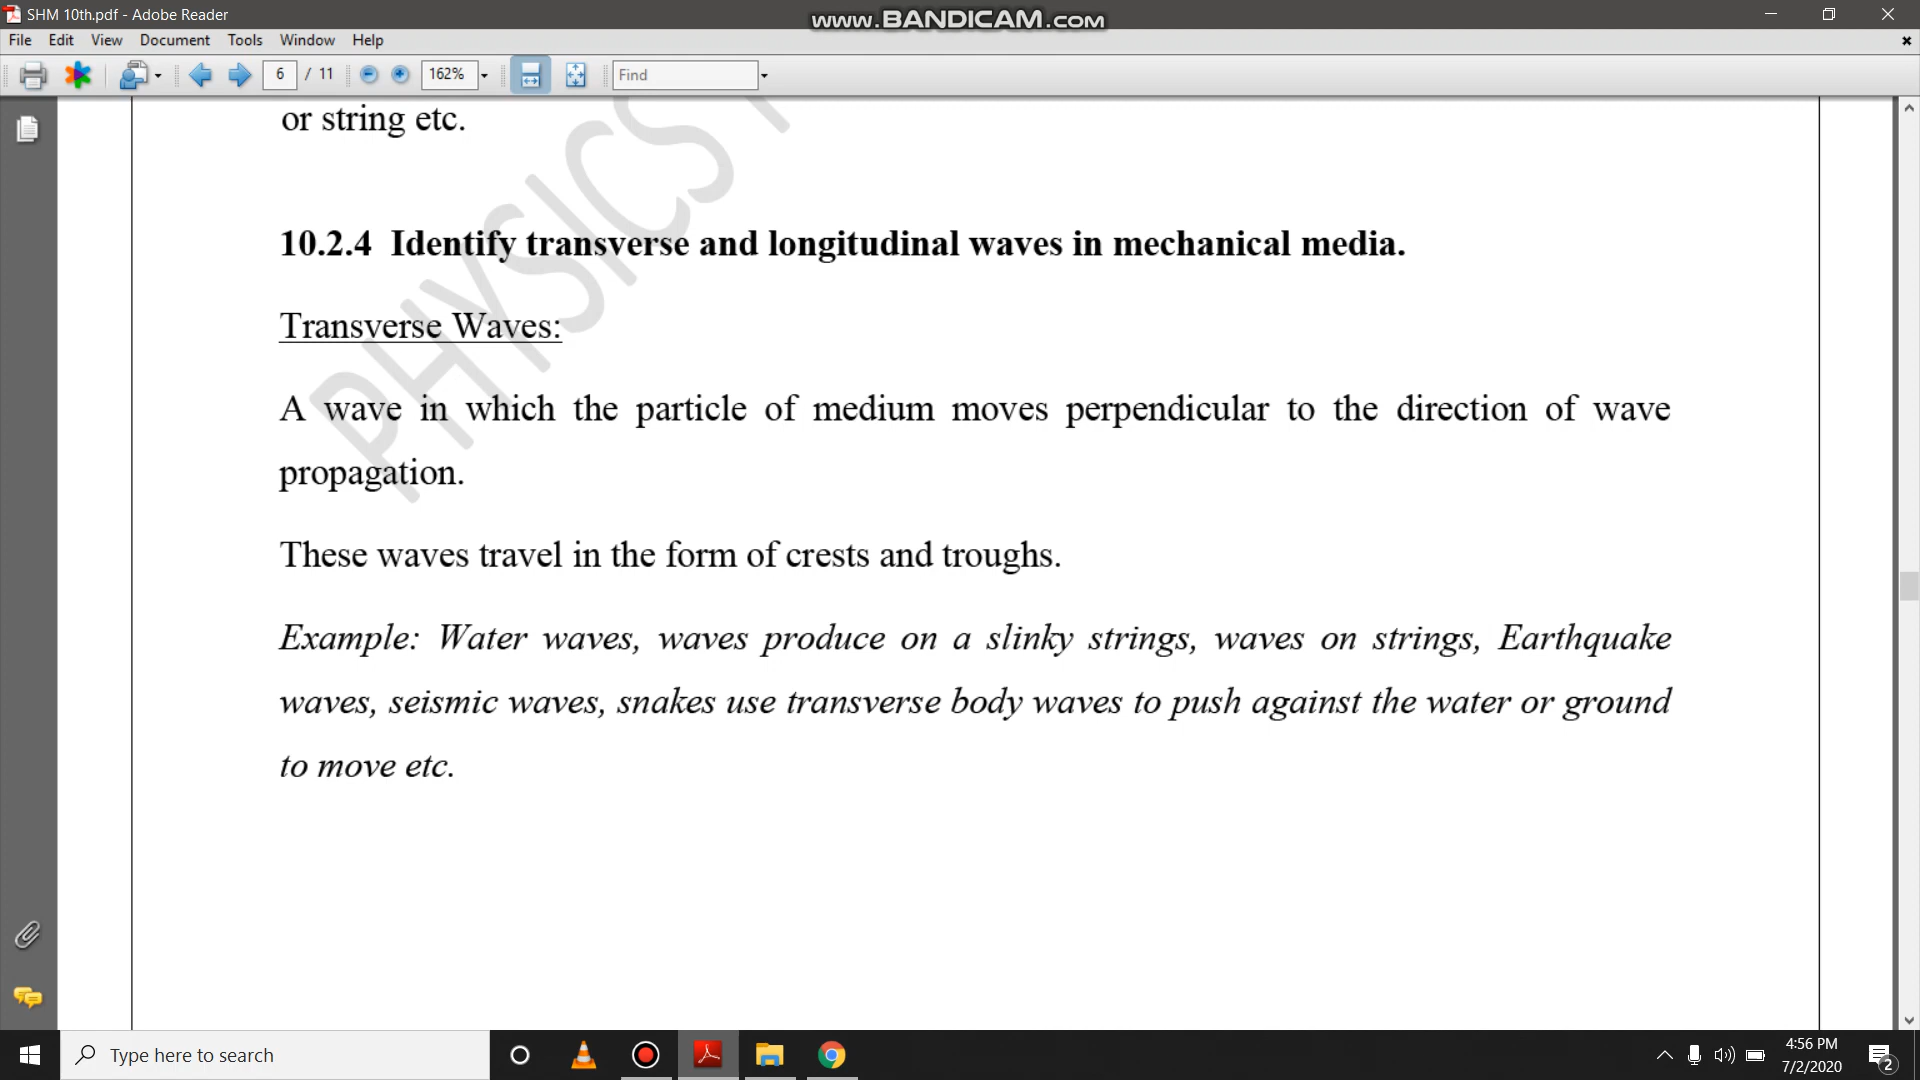 SHM 10th.pdf - Adobe Reader
www.BANDICAM.com
File Edit View Document Tools Window Help
6 / 11 162% Find
or string etc.
10.2.4 Identify transverse and longitudinal waves in mechanical media.
Transverse Waves:
A wave in which the particle of medium moves perpendicular to the direction of wave
propagation.
These waves travel in the form of crests and troughs.
Example: Water waves, waves produce on a slinky strings, waves on strings, Earthquake
waves, seismic waves, snakes use transverse body waves to push against the water or ground
to move etc.
PHYSICS
Type here to search
4:56 PM
7/2/2020
2